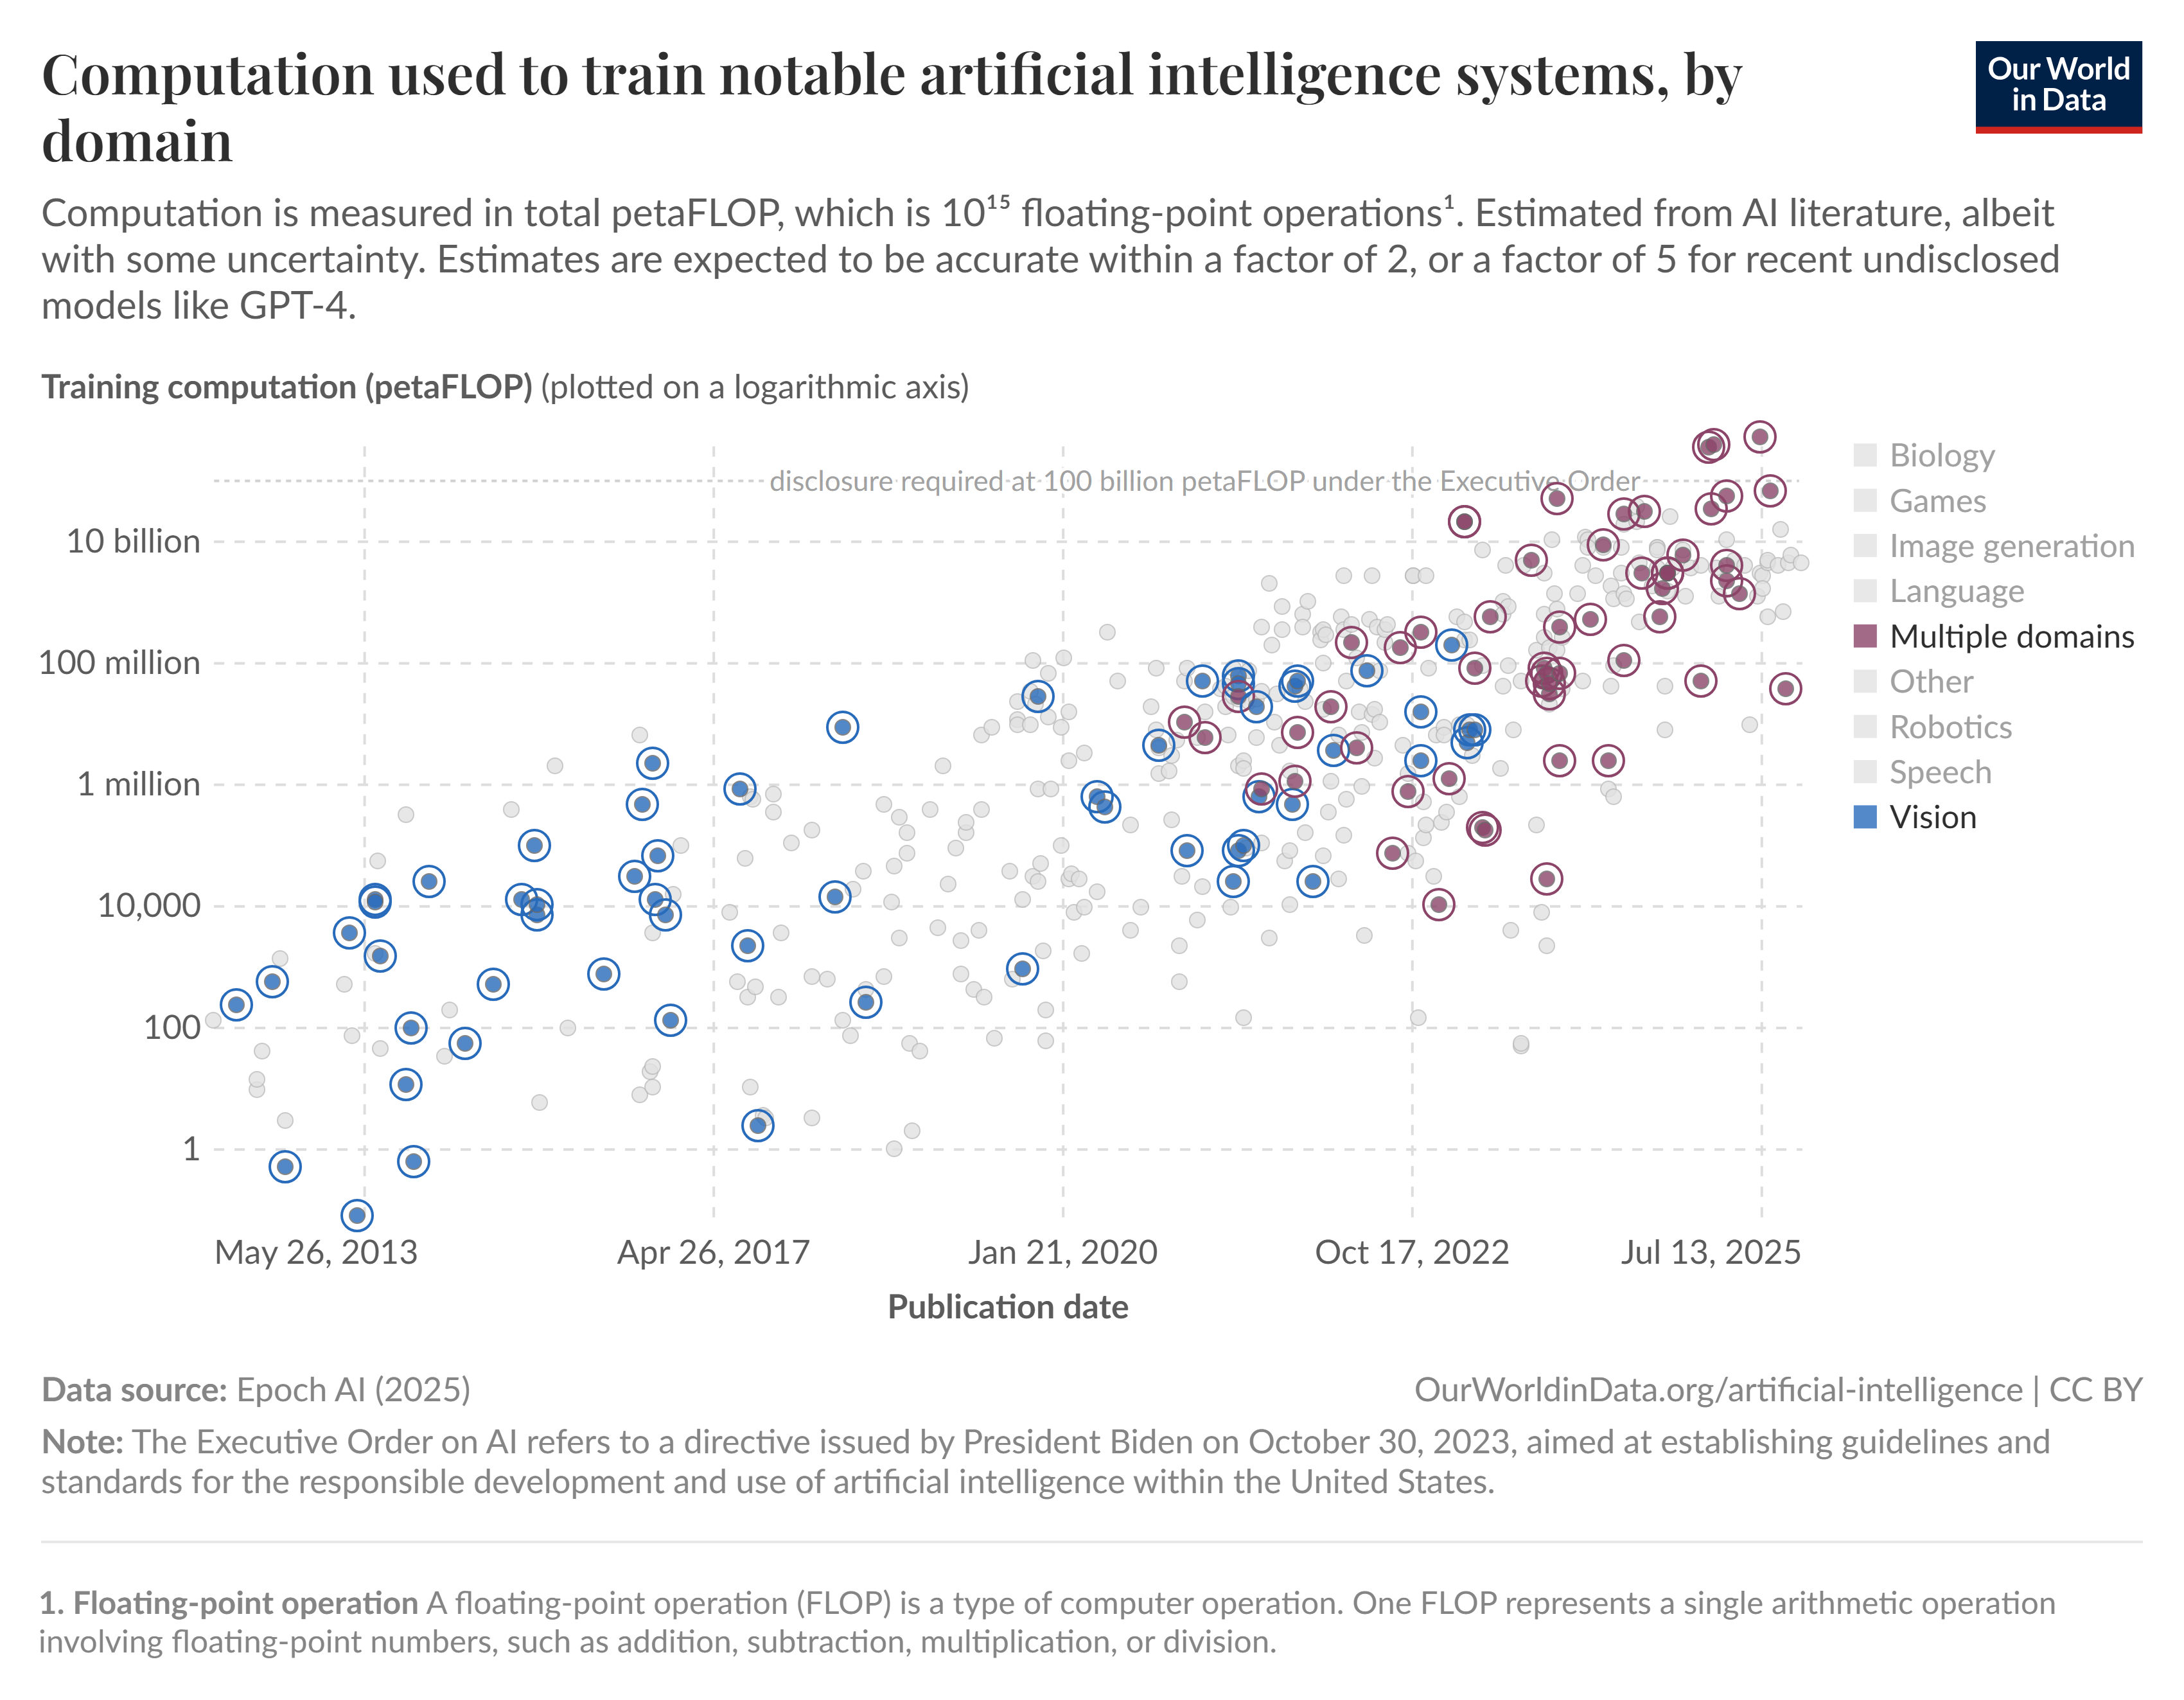 Computation used to train notable artificial intelligence systems, by
domain
Our World
in Data
Computation is measured in total petaFLOP, which is 10¹⁵ floating-point operations¹. Estimated from AI literature, albeit
with some uncertainty. Estimates are expected to be accurate within a factor of 2, or a factor of 5 for recent undisclosed
models like GPT-4.
Training computation (petaFLOP) (plotted on a logarithmic axis)
disclosure required at 100 billion petaFLOP under the Executive Order
10 billion
100 million
1 million
10,000
100
1
May 26, 2013
Apr 26, 2017
Jan 21, 2020
Oct 17, 2022
Jul 13, 2025
Publication date
Biology
Games
Image generation
Language
Multiple domains
Other
Robotics
Speech
Vision
Data source: Epoch AI (2025)
OurWorldinData.org/artificial-intelligence | CC BY
Note: The Executive Order on AI refers to a directive issued by President Biden on October 30, 2023, aimed at establishing guidelines and
standards for the responsible development and use of artificial intelligence within the United States.
1. Floating-point operation A floating-point operation (FLOP) is a type of computer operation. One FLOP represents a single arithmetic operation
involving floating-point numbers, such as addition, subtraction, multiplication, or division.